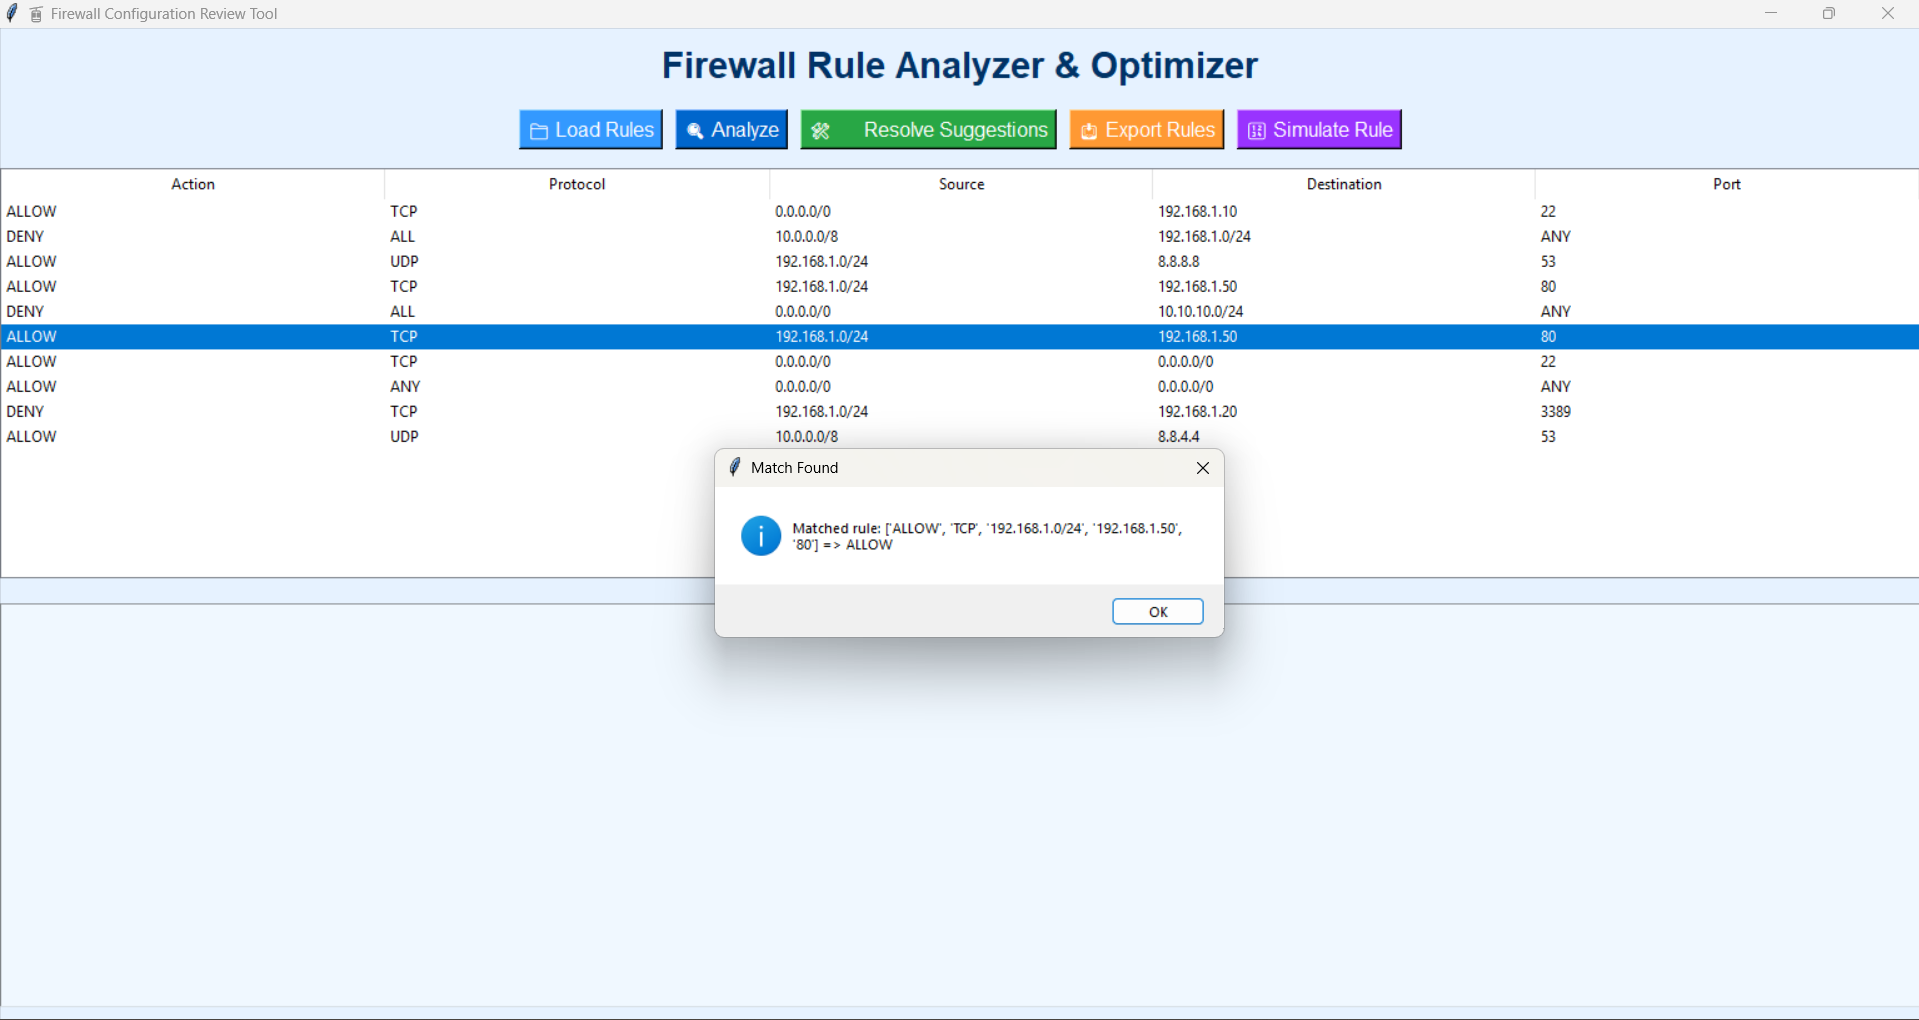 Firewall Configuration Review Tool
Firewall Rule Analyzer & Optimizer
Load Rules Analyze Resolve Suggestions Export Rules Simulate Rule
Action Protocol Source Destination Port
ALLOW TCP 0.0.0.0/0 192.168.1.10 22
DENY ALL 10.0.0.0/8 192.168.1.0/24 ANY
ALLOW UDP 192.168.1.0/24 8.8.8.8 53
ALLOW TCP 192.168.1.0/24 192.168.1.50 80
DENY ALL 0.0.0.0/0 10.10.10.0/24 ANY
ALLOW TCP 192.168.1.0/24 192.168.1.50 80
ALLOW TCP 0.0.0.0/0 0.0.0.0/0 22
ALLOW ANY 0.0.0.0/0 0.0.0.0/0 ANY
DENY TCP 192.168.1.0/24 192.168.1.20 3389
ALLOW UDP 10.0.0.0/8 8.8.4.4 53
Match Found
Matched rule: ['ALLOW', 'TCP', '192.168.1.0/24', '192.168.1.50',
'80'] => ALLOW
OK